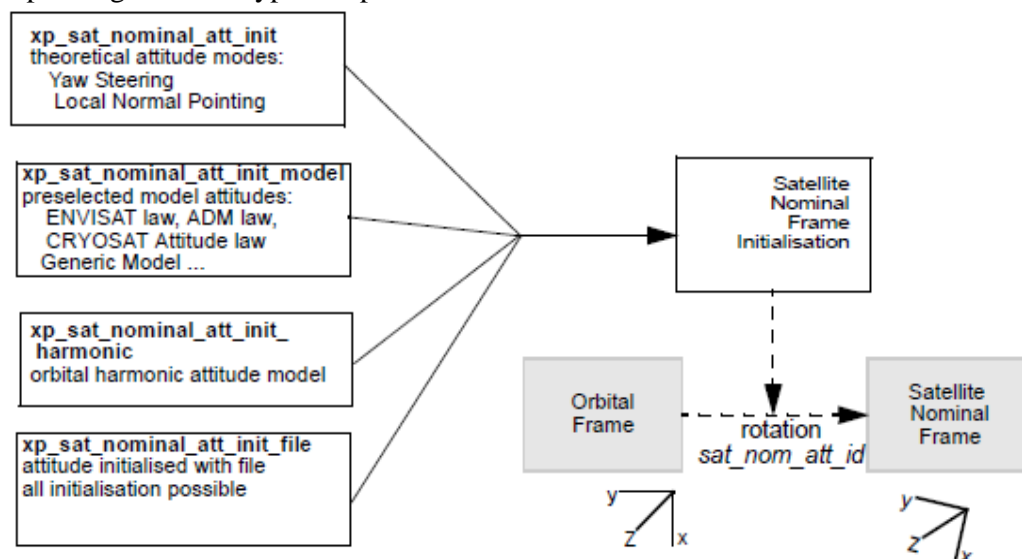 xp_sat_nominal_att_init
theoretical attitude modes:
Yaw Steering
Local Normal Pointing
xp_sat_nominal_att_init_model
preselected model attitudes:
ENVISAT law, ADM law,
CRYOSAT Attitude law
Generic Model ...
xp_sat_nominal_att_init_
harmonic
orbital harmonic attitude model
xp_sat_nominal_att_init_file
attitude initialised with file
all initialisation possible
Satellite
Nominal
Frame
Initialisation
Orbital
Frame
rotation
sat_nom_att_id
Satellite
Nominal
Frame
y
Z
x
y
z
x